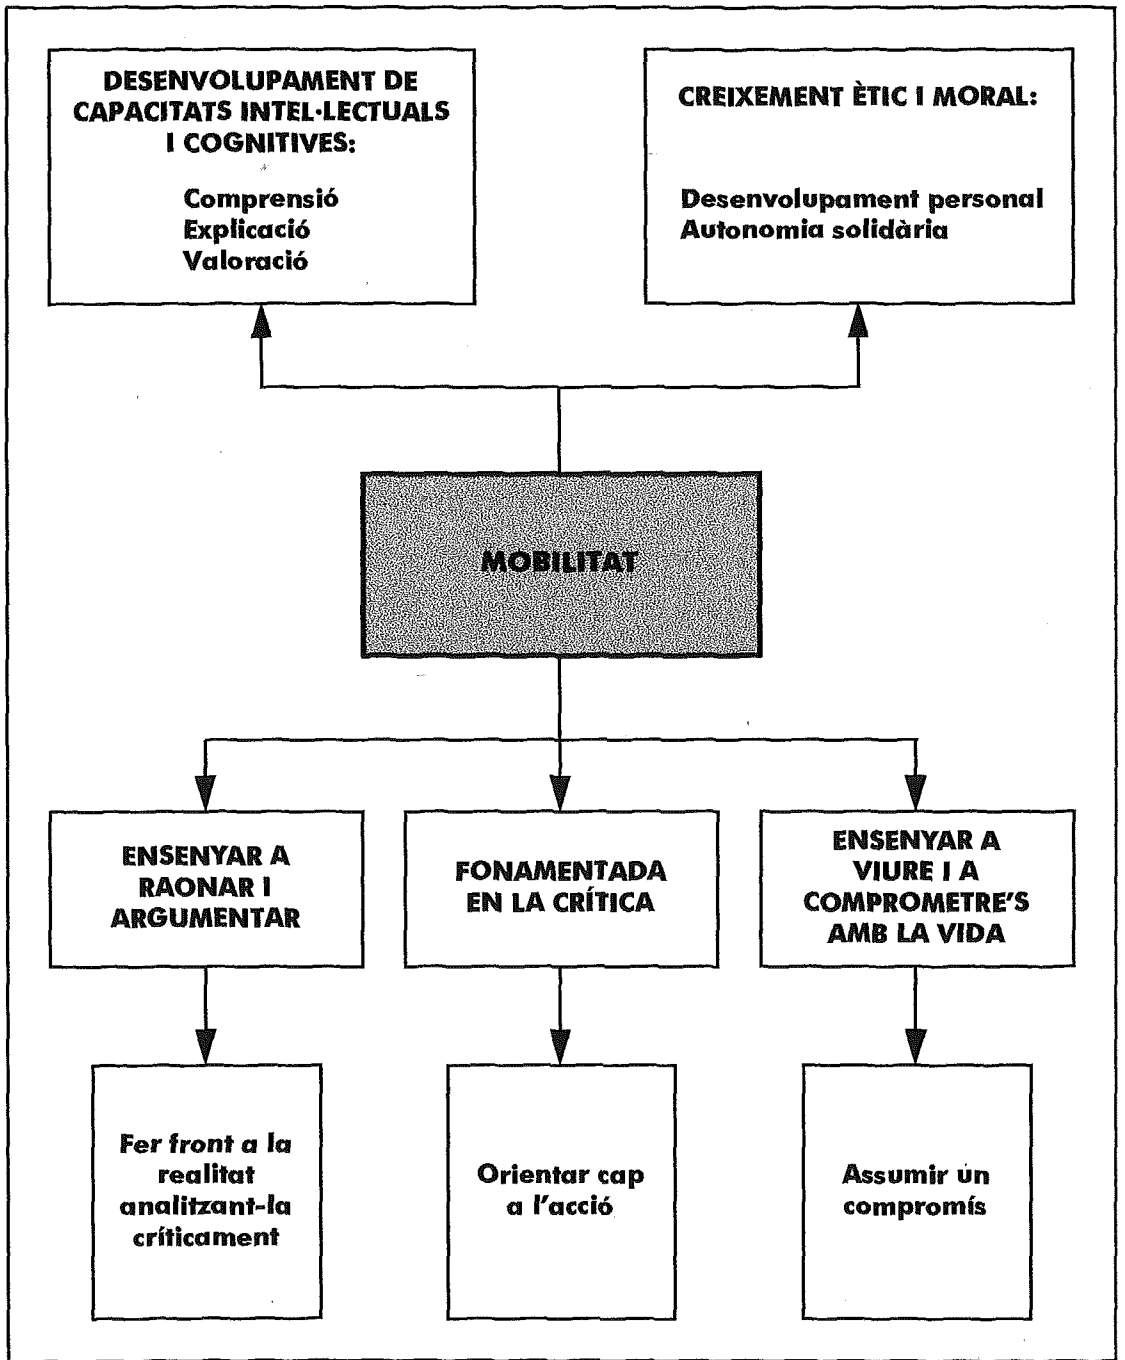 DESENVOLUPAMENT DE
CAPACITATS INTEL·LECTUALS
I COGNITIVES:
Comprensió
Explicació
Valoració
CREIXEMENT ÈTIC I MORAL:
Desenvolupament personal
Autonomia solidària
MOBILITAT
ENSENYAR A
RAONAR I
ARGUMENTAR
FONAMENTADA
EN LA CRÍTICA
ENSENYAR A
VIURE I A
COMPROMETRE'S
AMB LA VIDA
Fer front a la
realitat
analitzant-la
críticament
Orientar cap
a l'acció
Assumir un
compromís